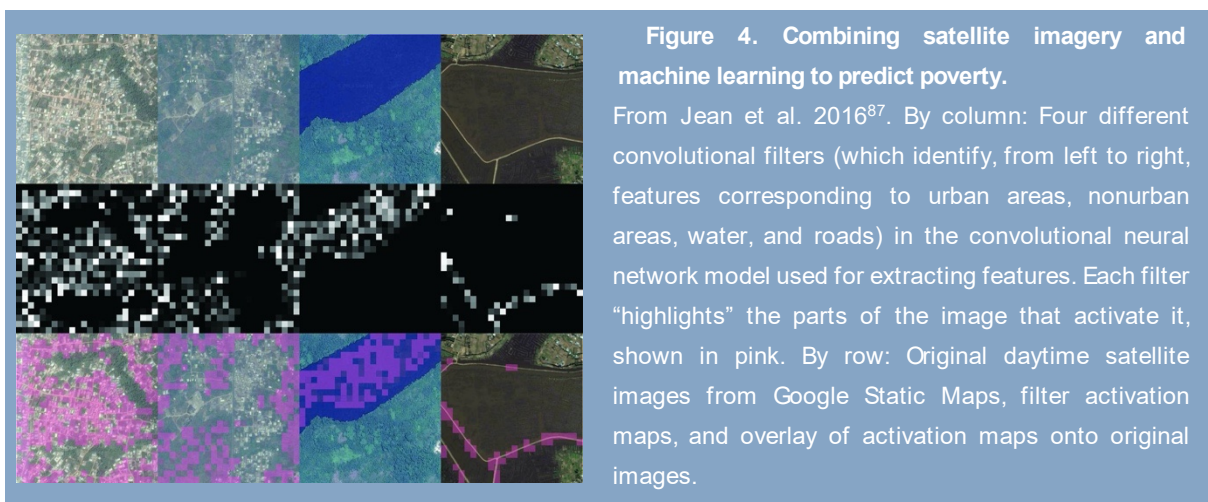 Figure 4. Combining satellite imagery and
machine learning to predict poverty.
From Jean et al. 2016⁸⁷. By column: Four different
convolutional filters (which identify, from left to right,
features corresponding to urban areas, nonurban
areas, water, and roads) in the convolutional neural
network model used for extracting features. Each filter
“highlights” the parts of the image that activate it,
shown in pink. By row: Original daytime satellite
images from Google Static Maps, filter activation
maps, and overlay of activation maps onto original
images.